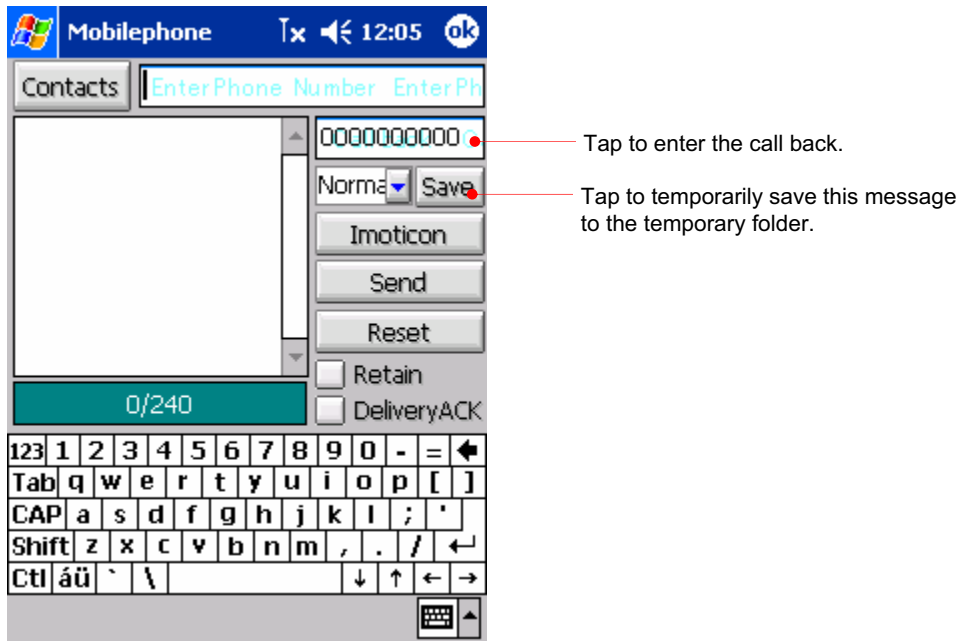 Mobilephone 12:05 ok
Contacts EnterPhone Number EnterPh
0000000000
Tap to enter the call back.
Norma Save
Tap to temporarily save this message
to the temporary folder.
Imoticon
Send
Reset
Retain
0/240
DeliveryACK
123 1 2 3 4 5 6 7 8 9 0 - =
Tab q w e r t y u i o p [ ]
CAP a s d f g h j k l ; '
Shift z x c v b n m , . /
Ctl áü ` \ ↓ ↑ ← →